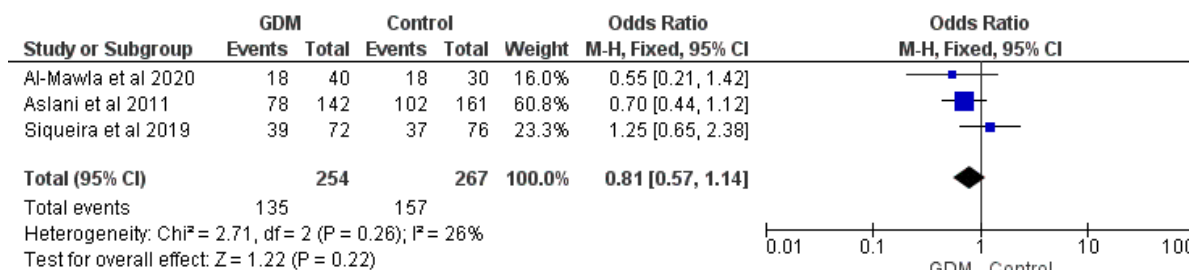 GDM Control Odds Ratio Odds Ratio
Study or Subgroup Events Total Events Total Weight M-H, Fixed, 95% CI M-H, Fixed, 95% CI
Al-Mawla et al 2020 18 40 18 30 16.0% 0.55 [0.21, 1.42]
Aslani et al 2011 78 142 102 161 60.8% 0.70 [0.44, 1.12]
Siqueira et al 2019 39 72 37 76 23.3% 1.25 [0.65, 2.38]
Total (95% CI) 254 267 100.0% 0.81 [0.57, 1.14]
Total events 135 157
Heterogeneity: Chi² = 2.71, df = 2 (P = 0.26); I² = 26%
Test for overall effect: Z = 1.22 (P = 0.22)
0.01 0.1 1 10 100
GDM Control